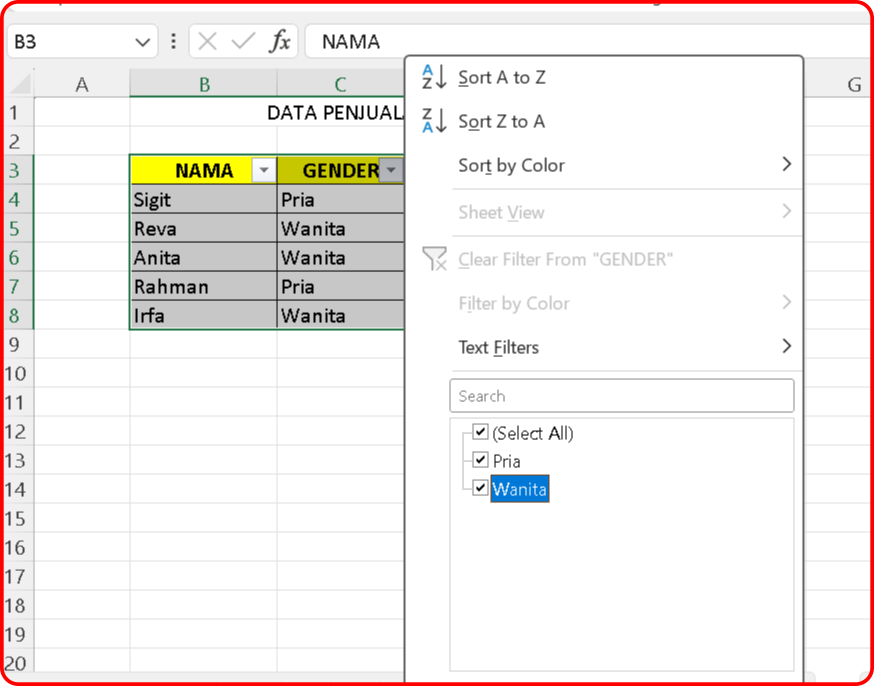 B3 fx NAMA
A B C G
1 DATA PENJUAL
2
3 NAMA GENDER
4 Sigit Pria
5 Reva Wanita
6 Anita Wanita
7 Rahman Pria
8 Irfa Wanita
9
10
11
12
13
14
15
16
17
18
19
20
Sort A to Z
Sort Z to A
Sort by Color
Sheet View
Clear Filter From "GENDER"
Filter by Color
Text Filters
Search
(Select All)
Pria
Wanita